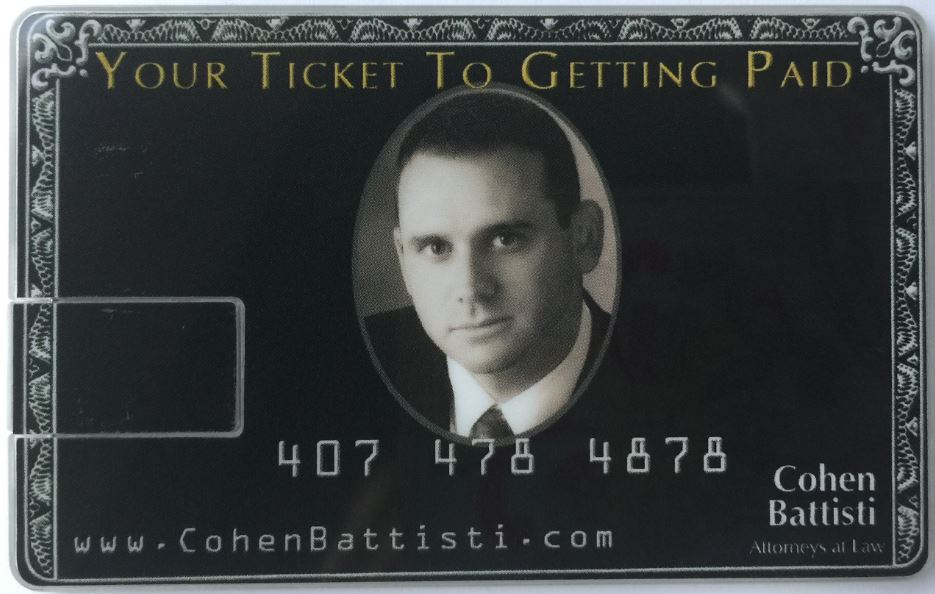 YOUR TICKET TO GETTING PAID
407 478 4878
Cohen
Battisti
www.CohenBattisti.com
Attorneys at Law